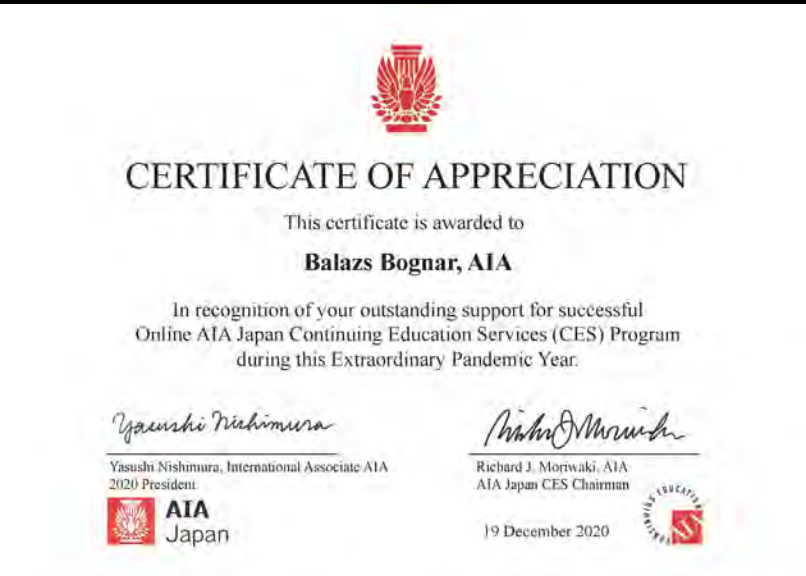 CERTIFICATE OF APPRECIATION
This certificate is awarded to
Balazs Bognar, AIA
In recognition of your outstanding support for successful
Online AIA Japan Continuing Education Services (CES) Program
during this Extraordinary Pandemic Year.
Yasushi Nishimura
Yasushi Nishimura, International Associate AIA
2020 President
AIA
Japan
Richard J. Moriwaki, AIA
AIA Japan CES Chairman
19 December 2020
EDUCATION